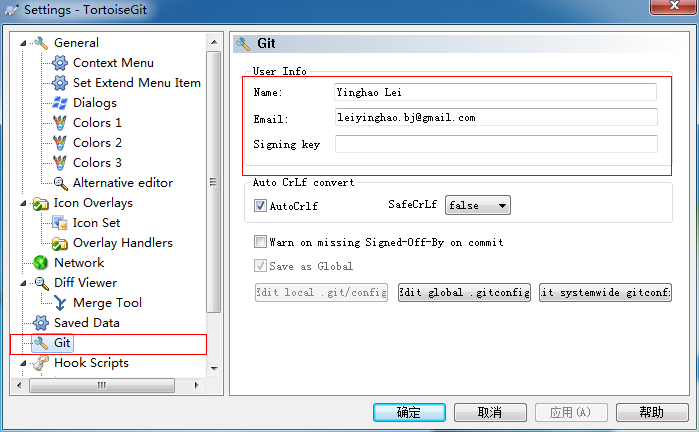 Settings - TortoiseGit
General
Context Menu
Set Extend Menu Item
Dialogs
Colors 1
Colors 2
Colors 3
Alternative editor
Icon Overlays
Icon Set
Overlay Handlers
Network
Diff Viewer
Merge Tool
Saved Data
Git
Hook Scripts
Git
User Info
Name: Yinghao Lei
Email: leiyinghao.bj@gmail.com
Signing key
Auto CrLf convert
AutoCrlf SafeCrLf false
Warn on missing Signed-Off-By on commit
Save as Global
Edit local .git/config Edit global .gitconfig it systemwide gitconf
确定 取消 应用(A) 帮助